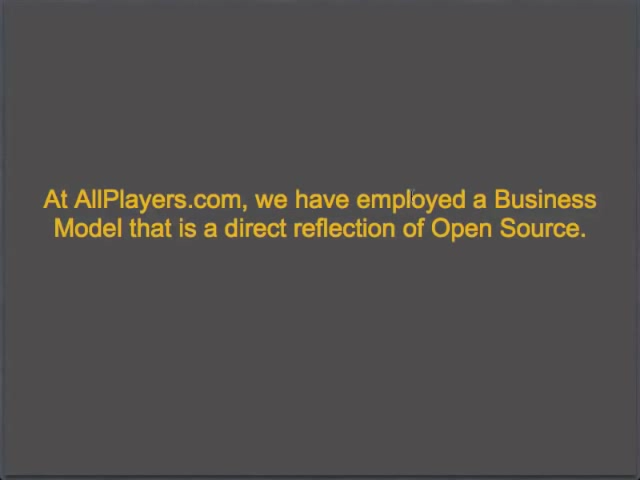 At AllPlayers.com, we have employed a Business
Model that is a direct reflection of Open Source.